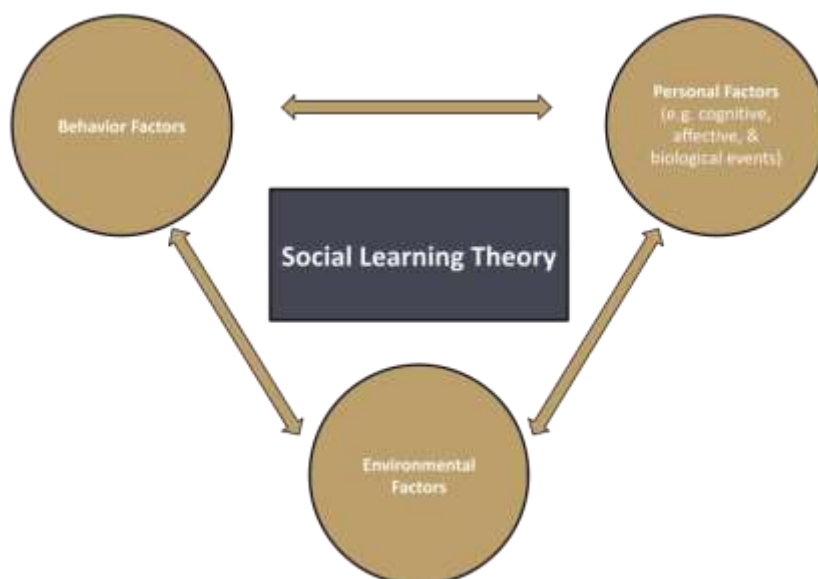 Behavior Factors
Personal Factors
(e.g. cognitive,
affective, &
biological events)
Social Learning Theory
Environmental
Factors